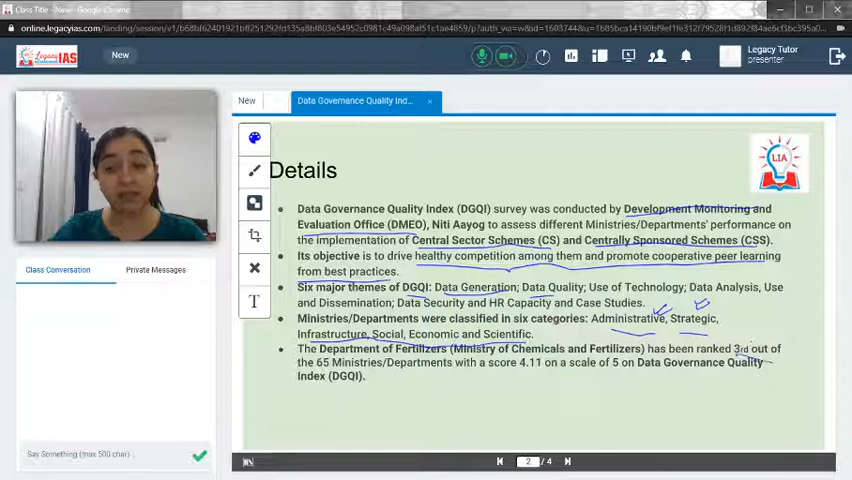 Class Title - New - Google Chrome
New
Legacy Tutor
presenter
Legacy
IAS
New
Data Governance Quality Ind...
×
LIA
Details
Data Governance Quality Index (DGQI) survey was conducted by Development Monitoring and
Evaluation Office (DMEO), Niti Aayog to assess different Ministries/Departments' performance on
the implementation of Central Sector Schemes (CS) and Centrally Sponsored Schemes (CSS).
Its objective is to drive healthy competition among them and promote cooperative peer learning
from best practices.
Six major themes of DGQI: Data Generation; Data Quality; Use of Technology; Data Analysis, Use
and Dissemination; Data Security and HR Capacity and Case Studies.
Ministries/Departments were classified in six categories: Administrative, Strategic,
Infrastructure, Social, Economic and Scientific.
The Department of Fertilizers (Ministry of Chemicals and Fertilizers) has been ranked 3rd out of
the 65 Ministries/Departments with a score 4.11 on a scale of 5 on Data Governance Quality
Index (DGQI).
T
Class Conversation
Private Messages
Say Something (max 500 char)...
2 / 4